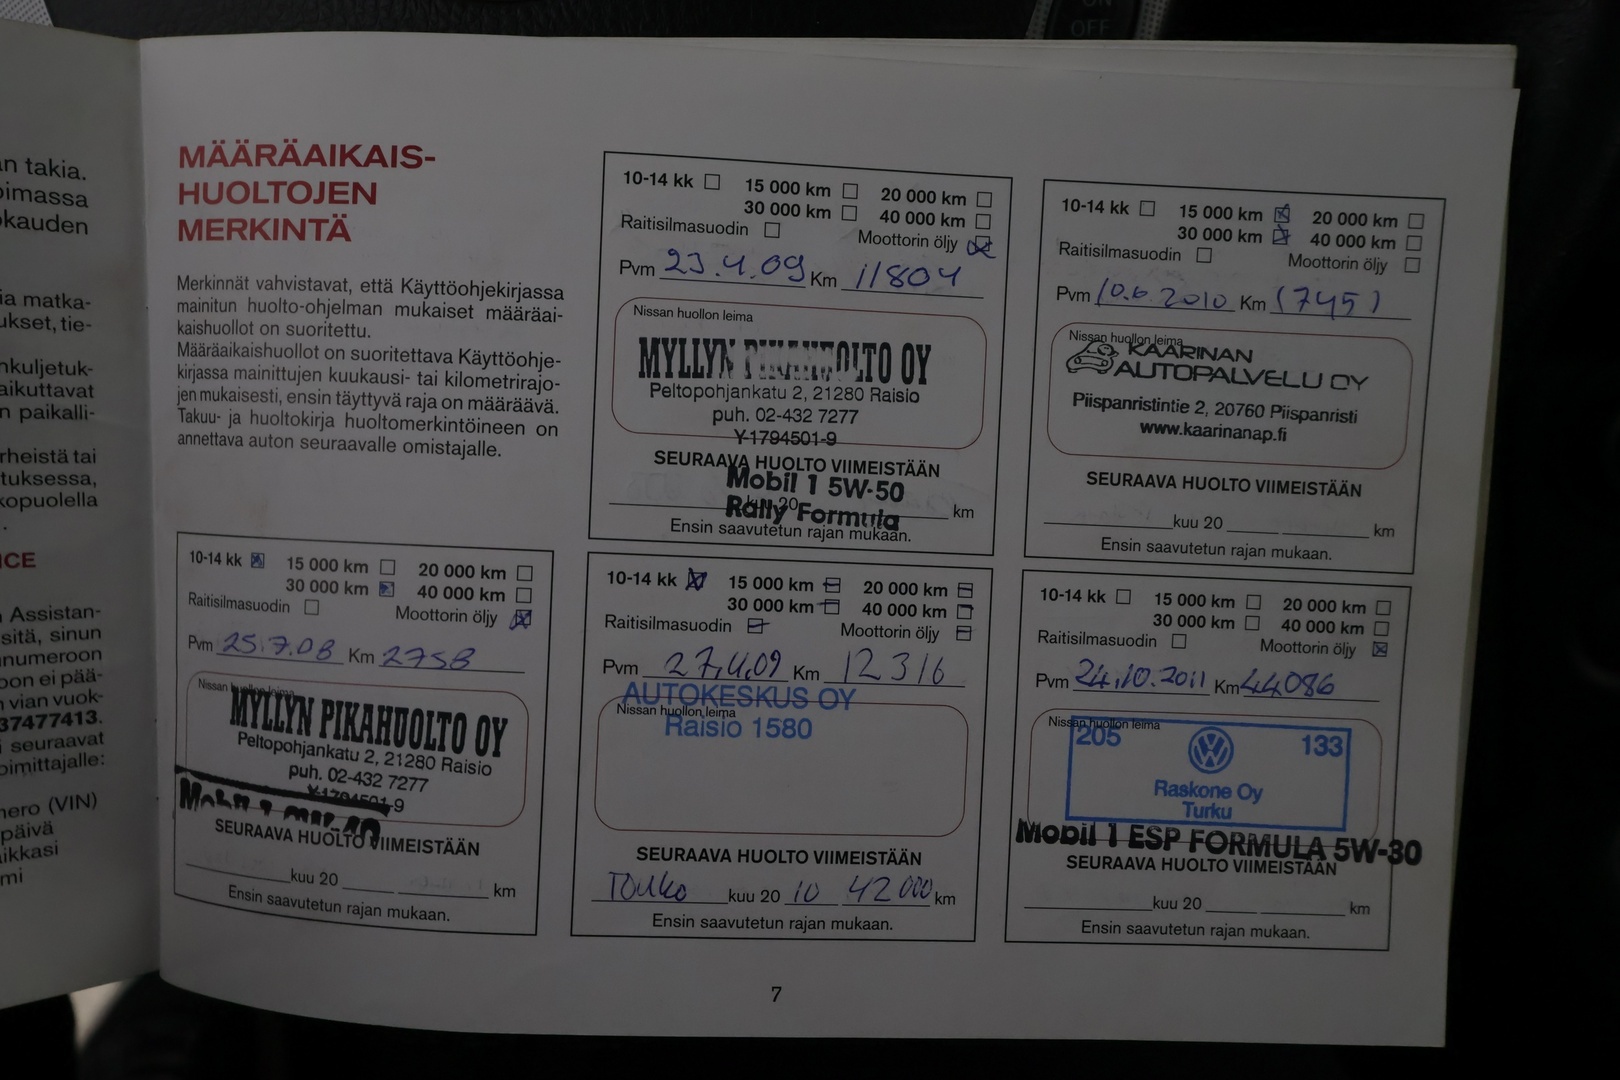 ON
OFF
n takia.
oimassa
okauden
ia matka-
ukset, tie-
nkuljetuk-
aikuttavat
n paikalli-
rheistä tai
tuksessa,
kopuolella
ICE
n Assistan-
sitä, sinun
numeroon
oon ei pää-
n vian vuok-
37477413.
i seuraavat
oimittajalle:
nero (VIN)
päivä
aikkasi
mi
MÄÄRÄAIKAIS-
HUOLTOJEN
MERKINTÄ
Merkinnät vahvistavat, että Käyttöohjekirjassa
mainitun huolto-ohjelman mukaiset määräai-
kaishuollot on suoritettu.
Määräaikaishuollot on suoritettava Käyttöohje-
kirjassa mainittujen kuukausi- tai kilometrirajo-
jen mukaisesti, ensin täyttyvä raja on määräävä.
Takuu- ja huoltokirja huoltomerkintöineen on
annettava auton seuraavalle omistajalle.
10-14 kk 15 000 km 20 000 km
30 000 km 40 000 km
Raitisilmasuodin Moottorin öljy
Pvm 25.7.08 Km 2758
Nissan huollon leima
MYLLYN PIKAHUOLTO OY
Peltopohjankatu 2, 21280 Raisio
puh. 02-432 7277
Y-1794501-9
SEURAAVA HUOLTO VIIMEISTÄÄN
kuu 20 km
Ensin saavutetun rajan mukaan.
10-14 kk 15 000 km 20 000 km
30 000 km 40 000 km
Raitisilmasuodin Moottorin öljy
Pvm 23.4.09 Km 11804
Nissan huollon leima
MYLLYN PIKAHUOLTO OY
Peltopohjankatu 2, 21280 Raisio
puh. 02-432 7277
Y-1794501-9
SEURAAVA HUOLTO VIIMEISTÄÄN
Mobil 1 5W-50
kuu 20 km
Rally Formula
Ensin saavutetun rajan mukaan.
10-14 kk 15 000 km 20 000 km
30 000 km 40 000 km
Raitisilmasuodin Moottorin öljy
Pvm 27.4.09 Km 12316
AUTOKESKUS OY
Nissan huollon leima
Raisio 1580
SEURAAVA HUOLTO VIIMEISTÄÄN
Touko kuu 20 10 42000 km
Ensin saavutetun rajan mukaan.
10-14 kk 15 000 km 20 000 km
30 000 km 40 000 km
Raitisilmasuodin Moottorin öljy
Pvm 10.6.2010 Km
Nissan huollon leima
KAARINAN
AUTOPALVELU OY
Piispanristintie 2, 20760 Piispanristi
www.kaarinanap.fi
SEURAAVA HUOLTO VIIMEISTÄÄN
kuu 20 km
Ensin saavutetun rajan mukaan.
10-14 kk 15 000 km 20 000 km
30 000 km 40 000 km
Raitisilmasuodin Moottorin öljy
Pvm 24.10.2011 Km 44086
Nissan huollon leima
205 133
Raskone Oy
Turku
Mobil 1 ESP FORMULA 5W-30
SEURAAVA HUOLTO VIIMEISTÄÄN
kuu 20 km
Ensin saavutetun rajan mukaan.
7